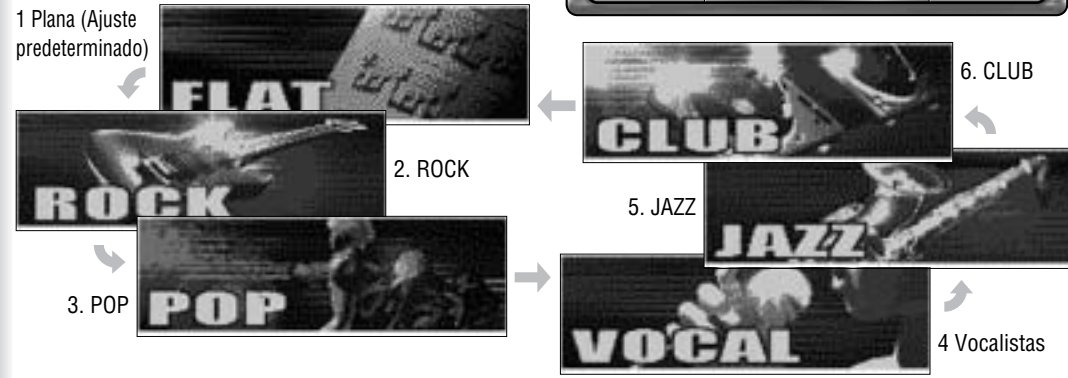 1 Plana (Ajuste
predeterminado)
FLAT
ROCK
2. ROCK
3. POP
POP
VOCAL
4 Vocalistas
5. JAZZ
JAZZ
CLUB
6. CLUB